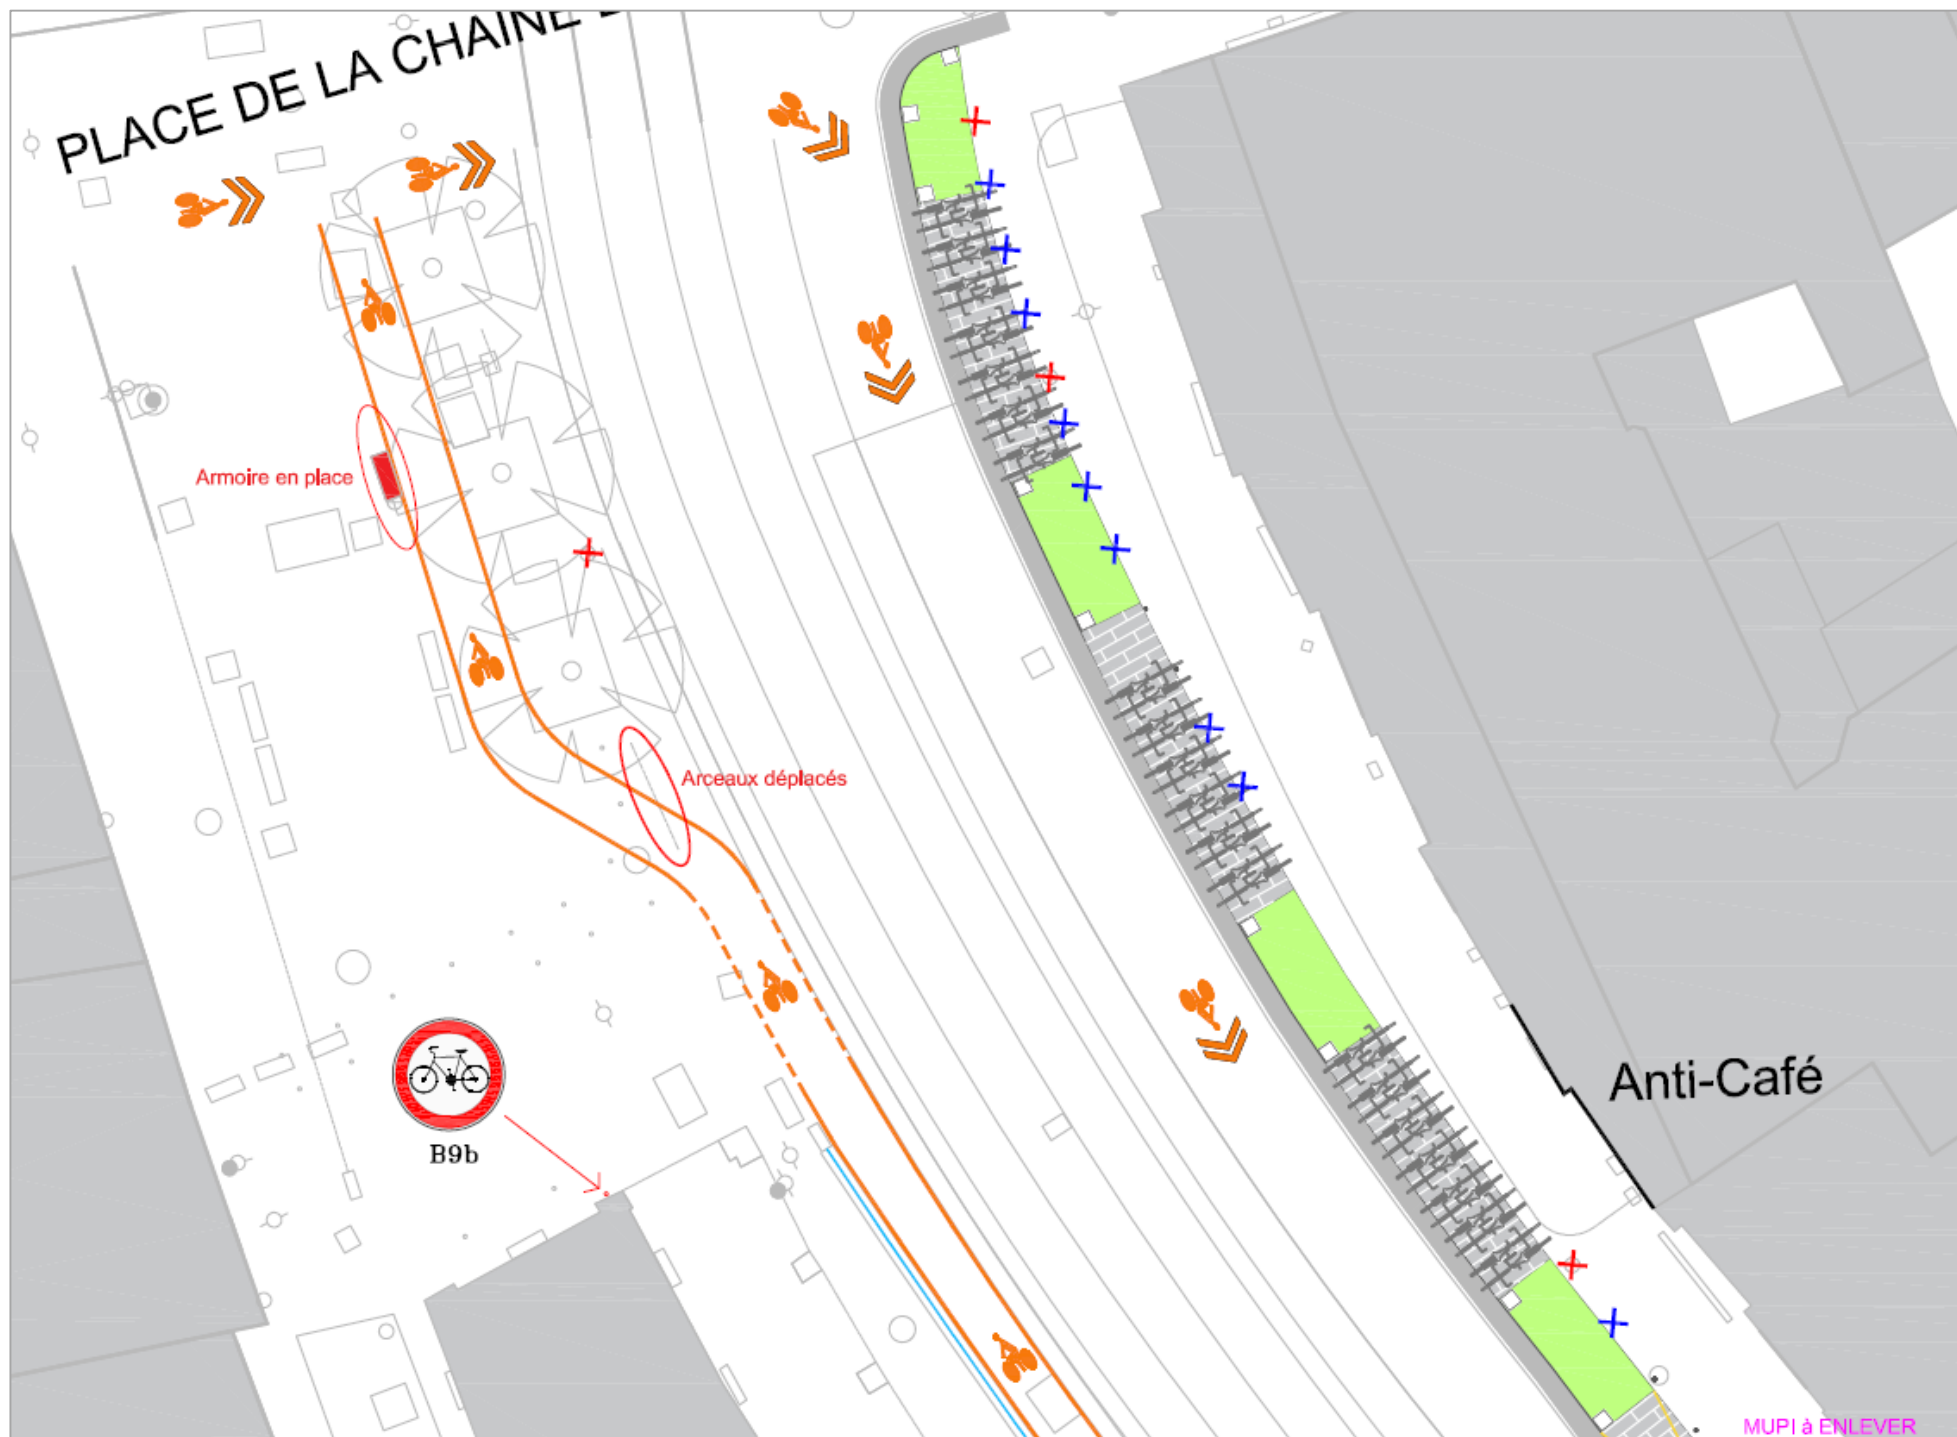 PLACE DE LA CHAINE
Armoire en place
Arceaux déplacés
B9b
Anti-Café
MUPI à ENLEVER